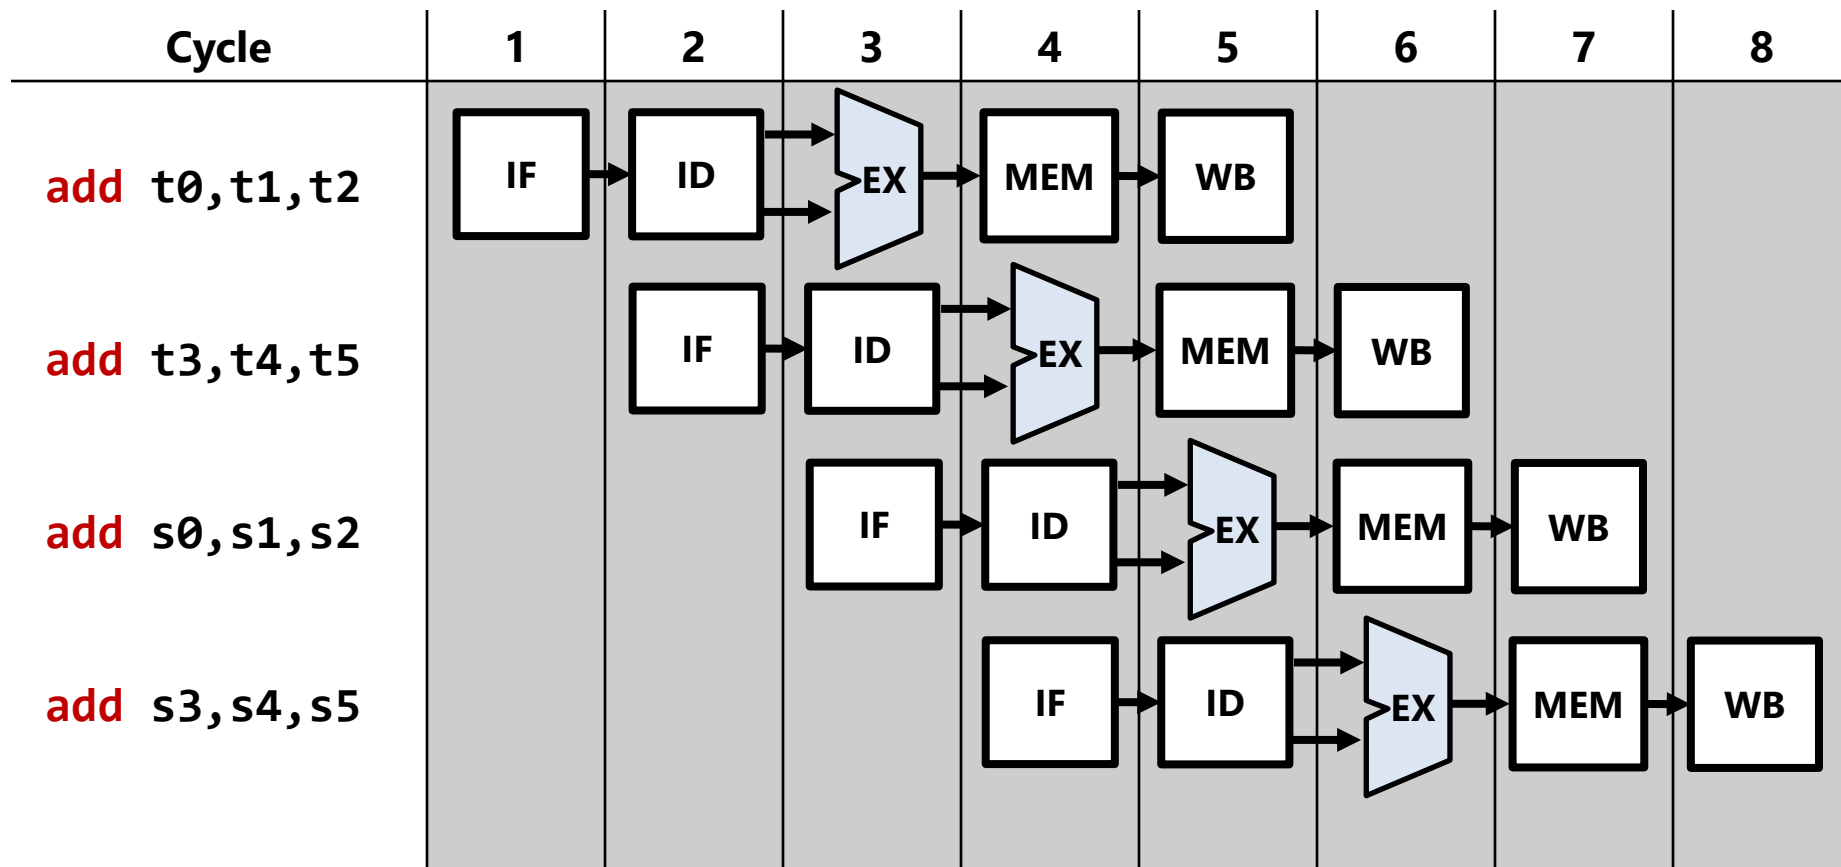 Cycle 1 2 3 4 5 6 7 8
add t0,t1,t2 IF ID EX MEM WB
add t3,t4,t5 IF ID EX MEM WB
add s0,s1,s2 IF ID EX MEM WB
add s3,s4,s5 IF ID EX MEM WB